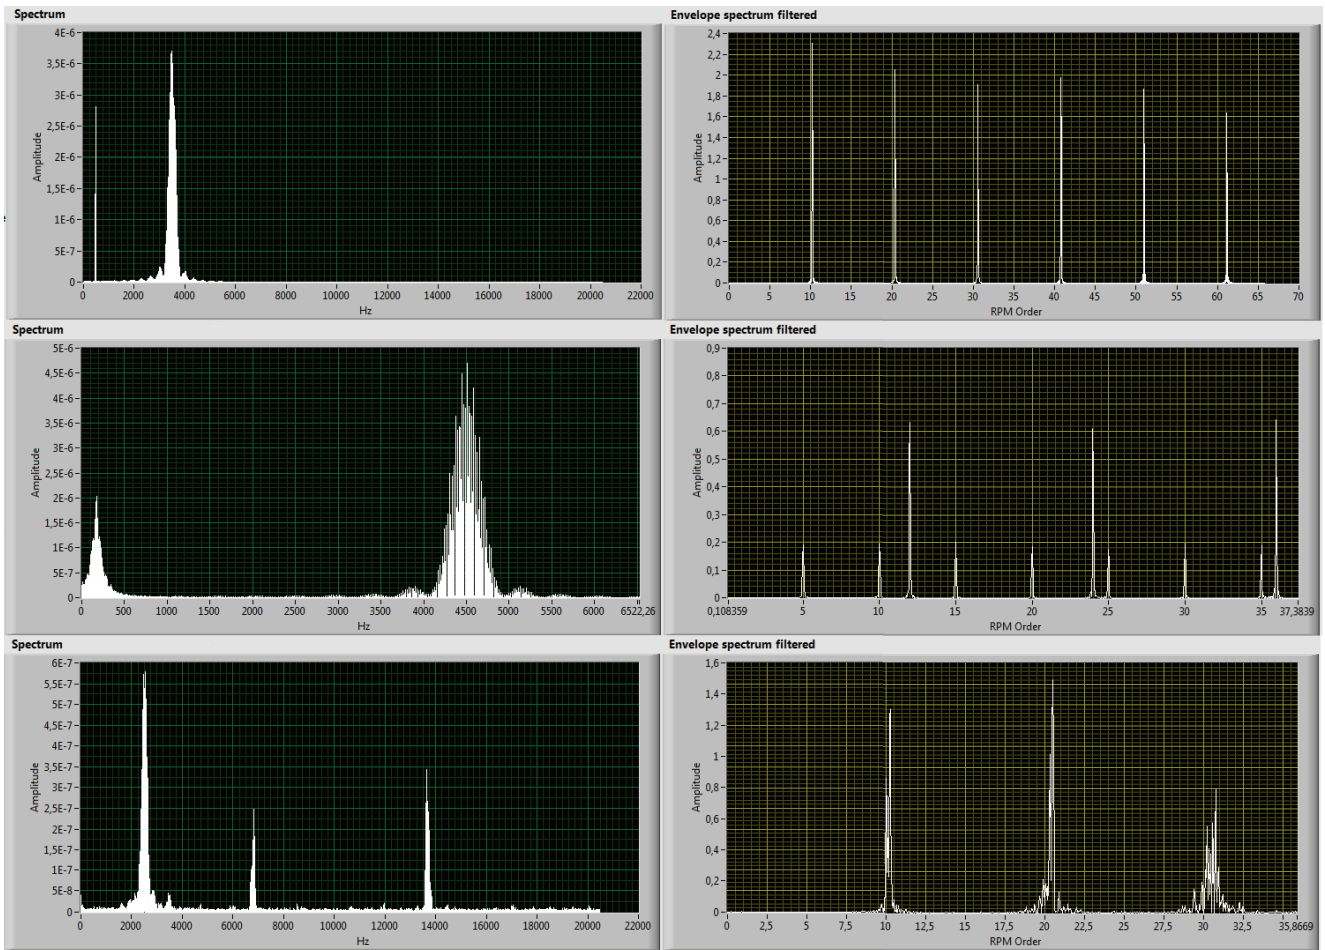 Spectrum
4E-6
3,5E-6
3E-6
2,5E-6
2E-6
1,5E-6
1E-6
5E-7
0
Amplitude
0 2000 4000 6000 8000 10000 12000 14000 16000 18000 20000 22000
Hz
Envelope spectrum filtered
2,4
2,2
2
1,8
1,6
1,4
1,2
1
0,8
0,6
0,4
0,2
0
Amplitude
0 5 10 15 20 25 30 35 40 45 50 55 60 65 70
RPM Order
Spectrum
5E-6
4,5E-6
4E-6
3,5E-6
3E-6
2,5E-6
2E-6
1,5E-6
1E-6
5E-7
0
Amplitude
0 500 1000 1500 2000 2500 3000 3500 4000 4500 5000 5500 6000 6522,26
Hz
Envelope spectrum filtered
0,9
0,8
0,7
0,6
0,5
0,4
0,3
0,2
0,1
0
Amplitude
0,108359 5 10 15 20 25 30 35 37,3839
RPM Order
Spectrum
6E-7
5,5E-7
5E-7
4,5E-7
4E-7
3,5E-7
3E-7
2,5E-7
2E-7
1,5E-7
1E-7
5E-8
0
Amplitude
0 2000 4000 6000 8000 10000 12000 14000 16000 18000 20000 22000
Hz
Envelope spectrum filtered
1,6
1,4
1,2
1
0,8
0,6
0,4
0,2
0
Amplitude
0 2,5 5 7,5 10 12,5 15 17,5 20 22,5 25 27,5 30 32,5 35,8669
RPM Order